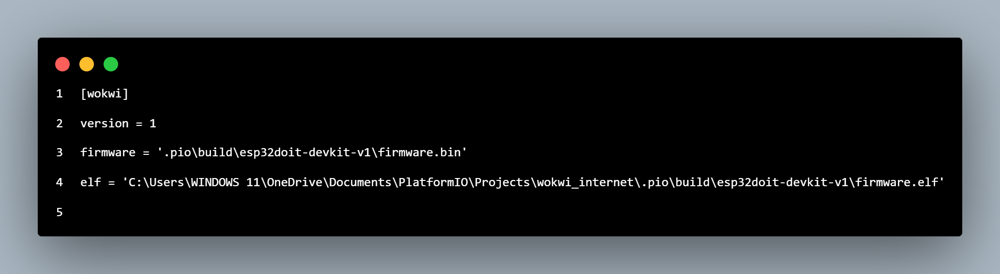 1 [wokwi]
2 version = 1
3 firmware = '.pio\build\esp32doit-devkit-v1\firmware.bin'
4 elf = 'C:\Users\WINDOWS 11\OneDrive\Documents\PlatformIO\Projects\wokwi_internet\.pio\build\esp32doit-devkit-v1\firmware.elf'
5